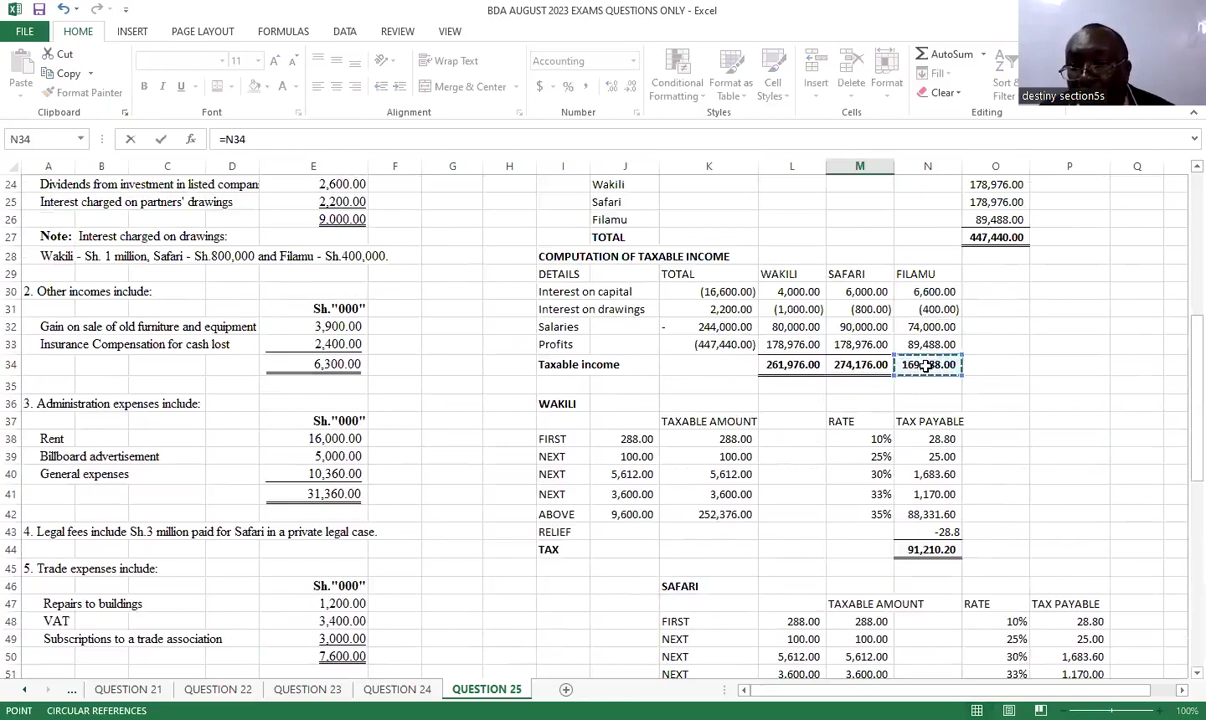 BDA AUGUST 2023 EXAMS QUESTIONS ONLY - Excel
FILE HOME INSERT PAGE LAYOUT FORMULAS DATA REVIEW VIEW
Cut
Copy
Format Painter
Paste
11
Wrap Text
Merge & Center
Accounting
Conditional Formatting
Format as Table
Cell Styles
Insert Delete Format
AutoSum
Fill
Clear
Sort
Filter
Clipboard Font Alignment Number Styles Cells Editing
destiny section5s
N34 =N34
A B C D E F G H I J K L M N O P Q
24 Dividends from investment in listed compan 2,600.00 Wakili 178,976.00
25 Interest charged on partners' drawings 2,200.00 Safari 178,976.00
26 9,000.00 Filamu 89,488.00
27 Note: Interest charged on drawings: TOTAL 447,440.00
28 Wakili - Sh. 1 million, Safari - Sh.800,000 and Filamu - Sh.400,000. COMPUTATION OF TAXABLE INCOME
29 DETAILS TOTAL WAKILI SAFARI FILAMU
30 2. Other incomes include: Interest on capital (16,600.00) 4,000.00 6,000.00 6,600.00
31 Sh."000" Interest on drawings 2,200.00 (1,000.00) (800.00) (400.00)
32 Gain on sale of old furniture and equipment 3,900.00 Salaries - 244,000.00 80,000.00 90,000.00 74,000.00
33 Insurance Compensation for cash lost 2,400.00 Profits (447,440.00) 178,976.00 178,976.00 89,488.00
34 6,300.00 Taxable income 261,976.00 274,176.00
35
36 3. Administration expenses include: WAKILI
37 Sh."000" TAXABLE AMOUNT RATE TAX PAYABLE
38 Rent 16,000.00 FIRST 288.00 288.00 10% 28.80
39 Billboard advertisement 5,000.00 NEXT 100.00 100.00 25% 25.00
40 General expenses 10,360.00 NEXT 5,612.00 5,612.00 30% 1,683.60
41 31,360.00 NEXT 3,600.00 3,600.00 33% 1,170.00
42 ABOVE 9,600.00 252,376.00 35% 88,331.60
43 4. Legal fees include Sh.3 million paid for Safari in a private legal case. RELIEF -28.8
44 TAX 91,210.20
45 5. Trade expenses include:
46 Sh."000" SAFARI
47 Repairs to buildings 1,200.00 TAXABLE AMOUNT RATE TAX PAYABLE
48 VAT 3,400.00 FIRST 288.00 288.00 10% 28.80
49 Subscriptions to a trade association 3,000.00 NEXT 100.00 100.00 25% 25.00
50 7,600.00 NEXT 5,612.00 5,612.00 30% 1,683.60
51 NEXT 3,600.00 3,600.00 33% 1,170.00
... QUESTION 21 QUESTION 22 QUESTION 23 QUESTION 24 QUESTION 25
POINT CIRCULAR REFERENCES 100%